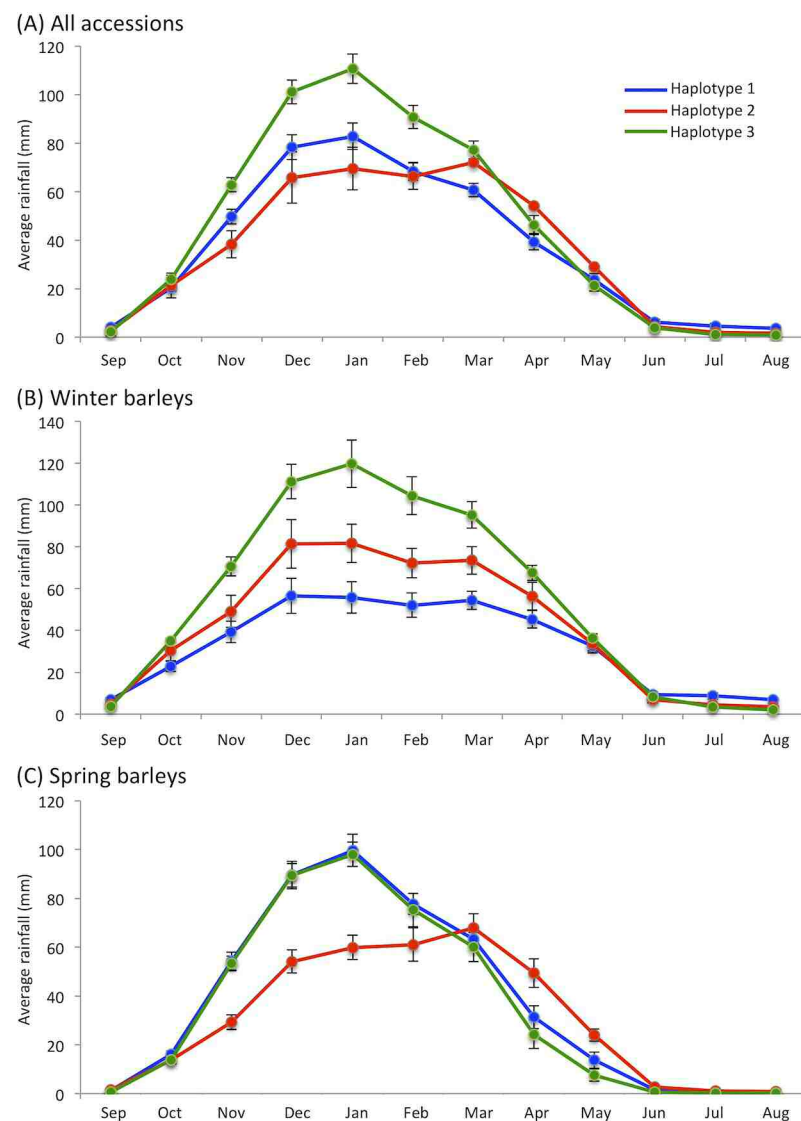 (A) All accessions
120
100
80
60
40
20
0
Average rainfall (mm)
Haplotype 1
Haplotype 2
Haplotype 3
Sep Oct Nov Dec Jan Feb Mar Apr May Jun Jul Aug
(B) Winter barleys
140
120
100
80
60
40
20
0
Average rainfall (mm)
Sep Oct Nov Dec Jan Feb Mar Apr May Jun Jul Aug
(C) Spring barleys
120
100
80
60
40
20
0
Average rainfall (mm)
Sep Oct Nov Dec Jan Feb Mar Apr May Jun Jul Aug